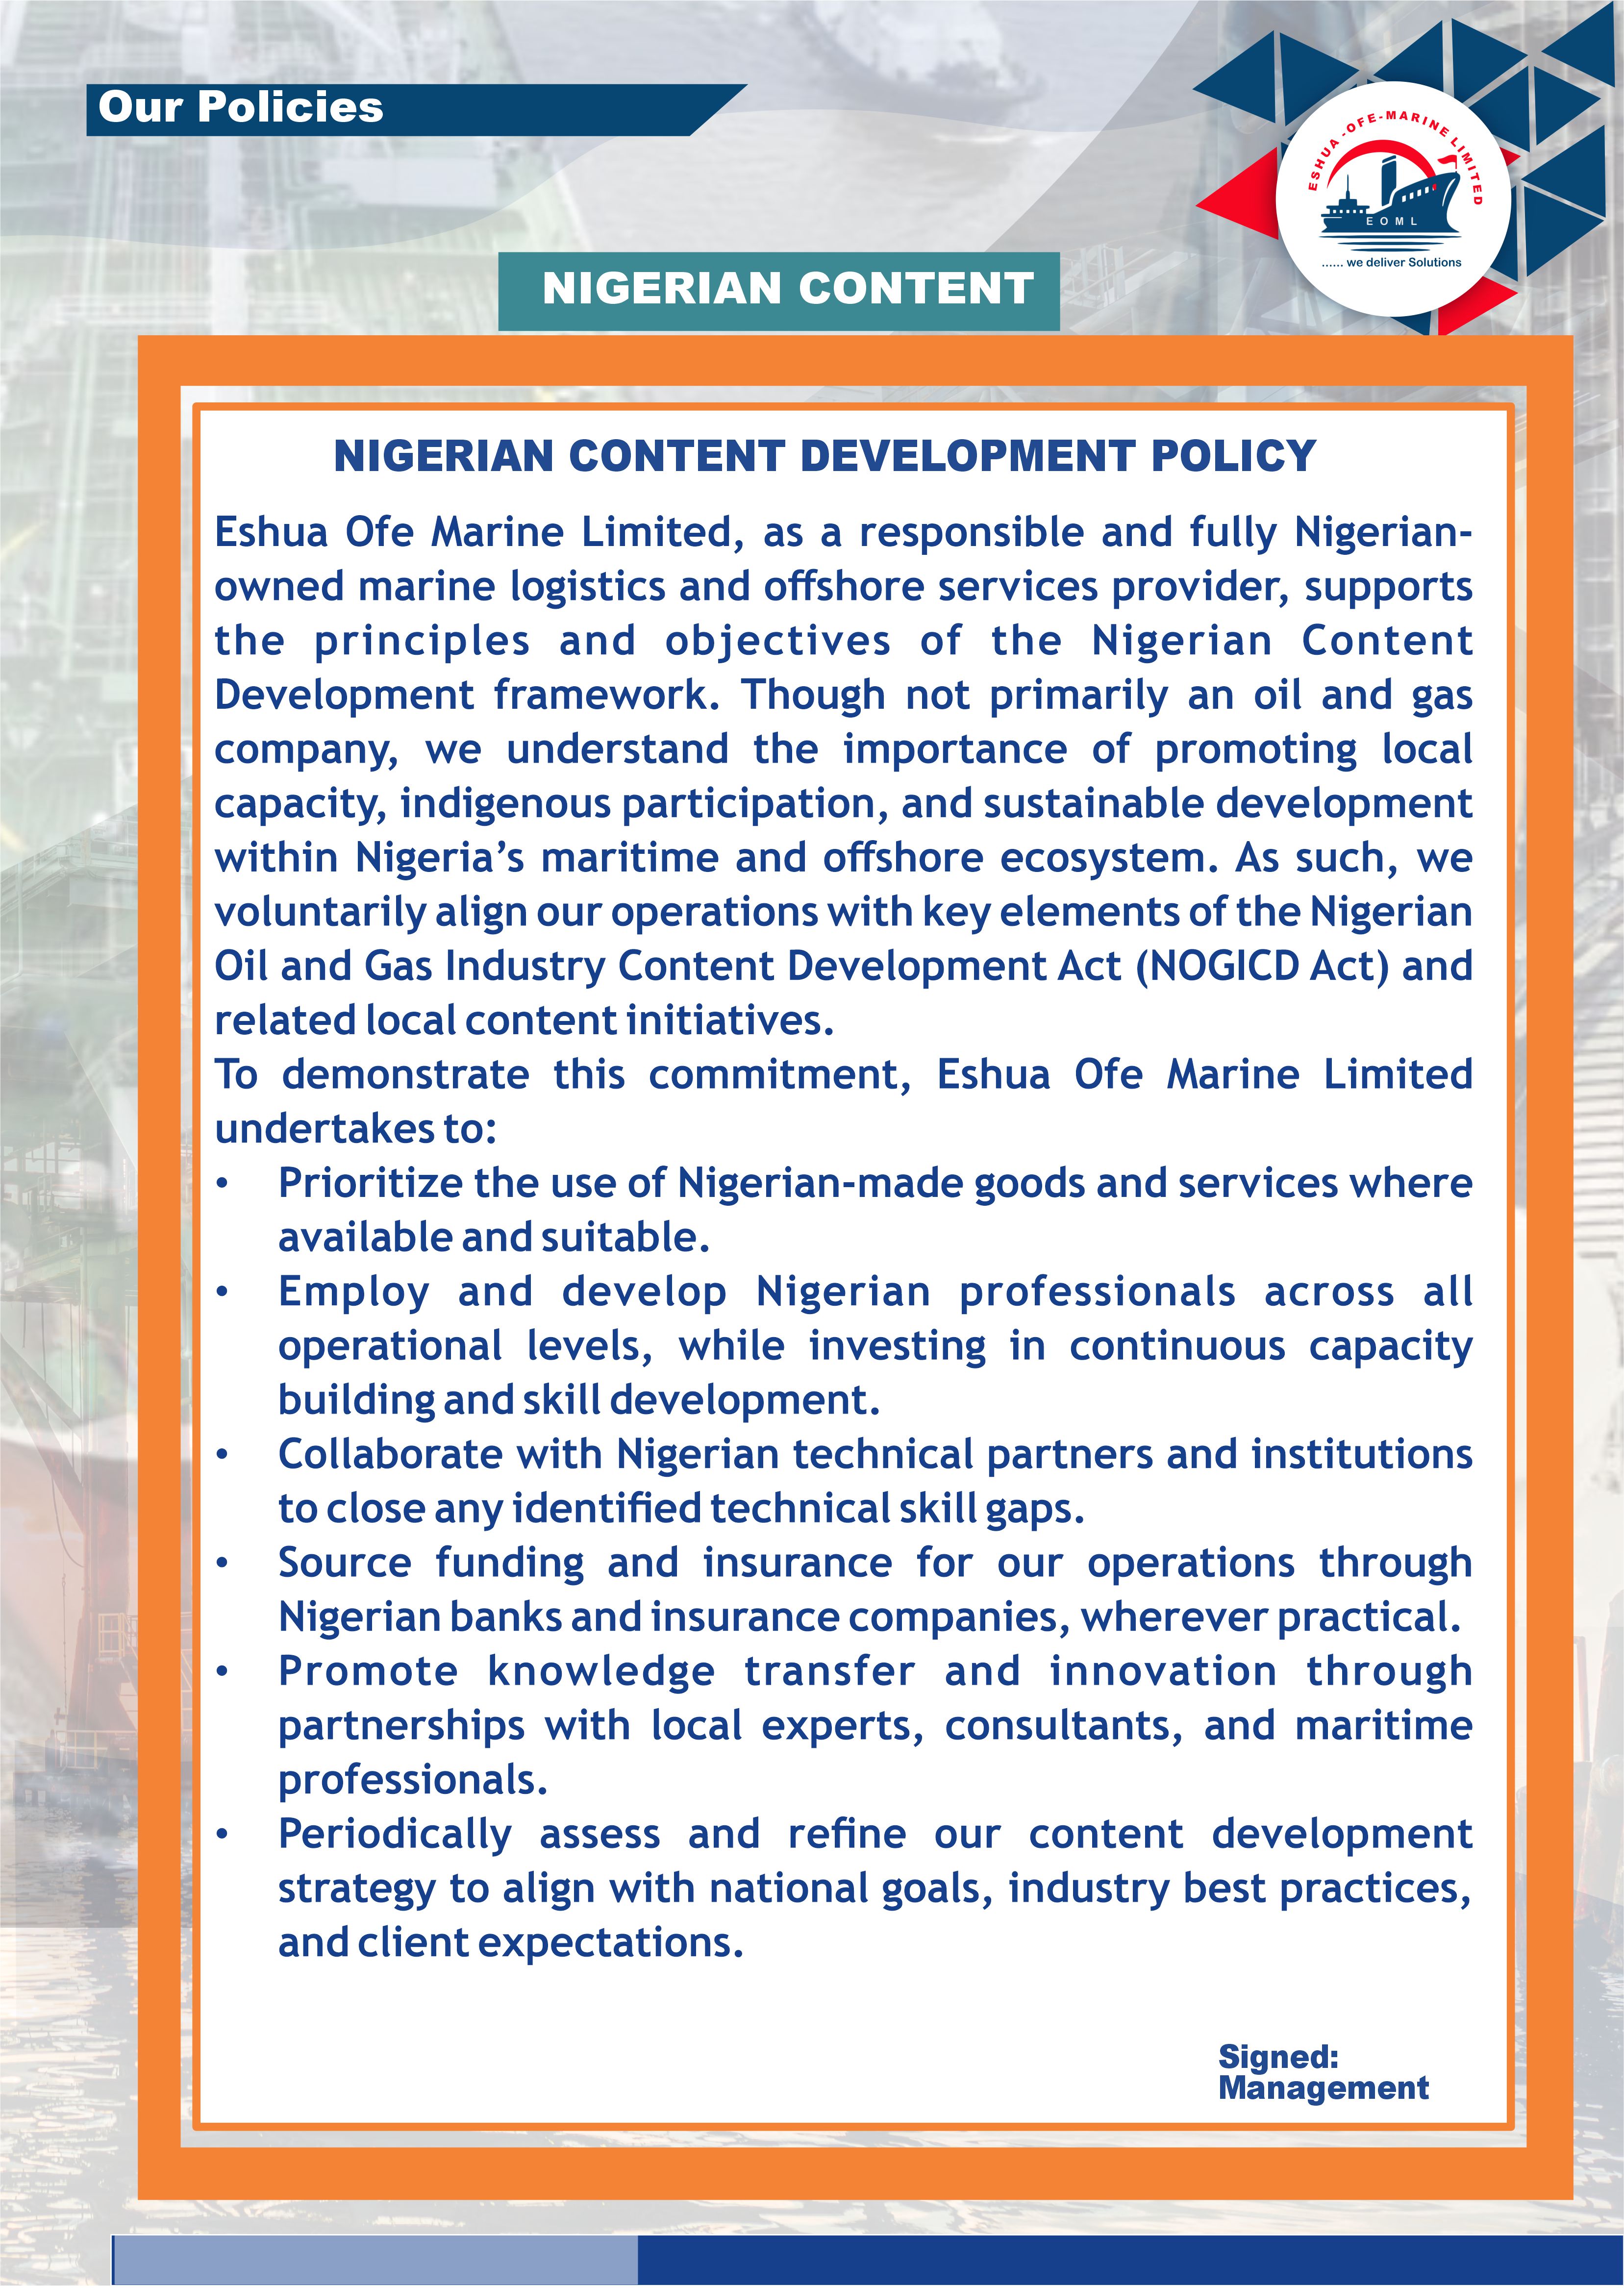 Our Policies
ESHUA-OFE-MARINE LIMITED
EOML
...... we deliver Solutions
NIGERIAN CONTENT
NIGERIAN CONTENT DEVELOPMENT POLICY
Eshua Ofe Marine Limited, as a responsible and fully Nigerian-
owned marine logistics and offshore services provider, supports
the principles and objectives of the Nigerian Content
Development framework. Though not primarily an oil and gas
company, we understand the importance of promoting local
capacity, indigenous participation, and sustainable development
within Nigeria’s maritime and offshore ecosystem. As such, we
voluntarily align our operations with key elements of the Nigerian
Oil and Gas Industry Content Development Act (NOGICD Act) and
related local content initiatives.
To demonstrate this commitment, Eshua Ofe Marine Limited
undertakes to:
• Prioritize the use of Nigerian-made goods and services where
available and suitable.
• Employ and develop Nigerian professionals across all
operational levels, while investing in continuous capacity
building and skill development.
• Collaborate with Nigerian technical partners and institutions
to close any identified technical skill gaps.
• Source funding and insurance for our operations through
Nigerian banks and insurance companies, wherever practical.
• Promote knowledge transfer and innovation through
partnerships with local experts, consultants, and maritime
professionals.
• Periodically assess and refine our content development
strategy to align with national goals, industry best practices,
and client expectations.
Signed:
Management